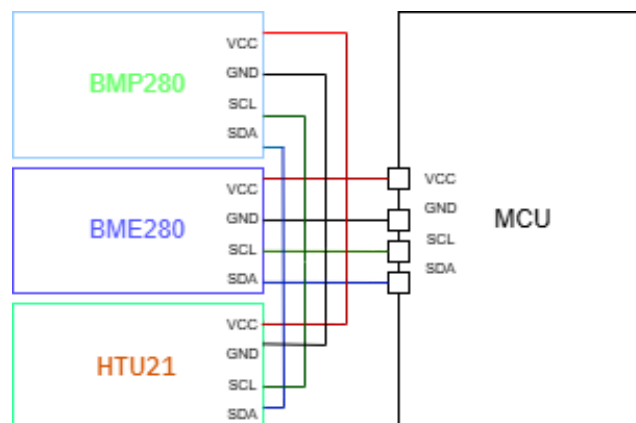 BMP280
VCC
GND
SCL
SDA
BME280
VCC
GND
SCL
SDA
HTU21
VCC
GND
SCL
SDA
MCU
VCC
GND
SCL
SDA